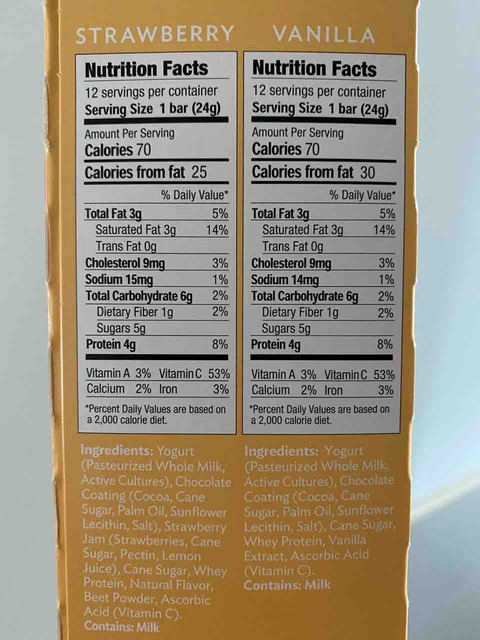 STRAWBERRY
Nutrition Facts
12 servings per container
Serving Size 1 bar (24g)
Amount Per Serving
Calories 70
Calories from fat 25
% Daily Value*
Total Fat 3g 5%
Saturated Fat 3g 14%
Trans Fat 0g
Cholesterol 9mg 3%
Sodium 15mg 1%
Total Carbohydrate 6g 2%
Dietary Fiber 1g 2%
Sugars 5g
Protein 4g 8%
Vitamin A 3% Vitamin C 53%
Calcium 2% Iron 3%
*Percent Daily Values are based on
a 2,000 calorie diet.
Ingredients: Yogurt
(Pasteurized Whole Milk,
Active Cultures), Chocolate
Coating (Cocoa, Cane
Sugar, Palm Oil, Sunflower
Lecithin, Salt), Strawberry
Jam (Strawberries, Cane
Sugar, Pectin, Lemon
Juice), Cane Sugar, Whey
Protein, Natural Flavor,
Beet Powder, Ascorbic
Acid (Vitamin C).
Contains: Milk
VANILLA
Nutrition Facts
12 servings per container
Serving Size 1 bar (24g)
Amount Per Serving
Calories 70
Calories from fat 30
% Daily Value*
Total Fat 3g 5%
Saturated Fat 3g 14%
Trans Fat 0g
Cholesterol 9mg 3%
Sodium 14mg 1%
Total Carbohydrate 6g 2%
Dietary Fiber 1g 2%
Sugars 5g
Protein 4g 8%
Vitamin A 3% Vitamin C 53%
Calcium 2% Iron 3%
*Percent Daily Values are based on
a 2,000 calorie diet.
Ingredients: Yogurt
(Pasteurized Whole Milk,
Active Cultures), Chocolate
Coating (Cocoa, Cane
Sugar, Palm Oil, Sunflower
Lecithin, Salt), Cane Sugar,
Whey Protein, Vanilla
Extract, Ascorbic Acid
(Vitamin C).
Contains: Milk